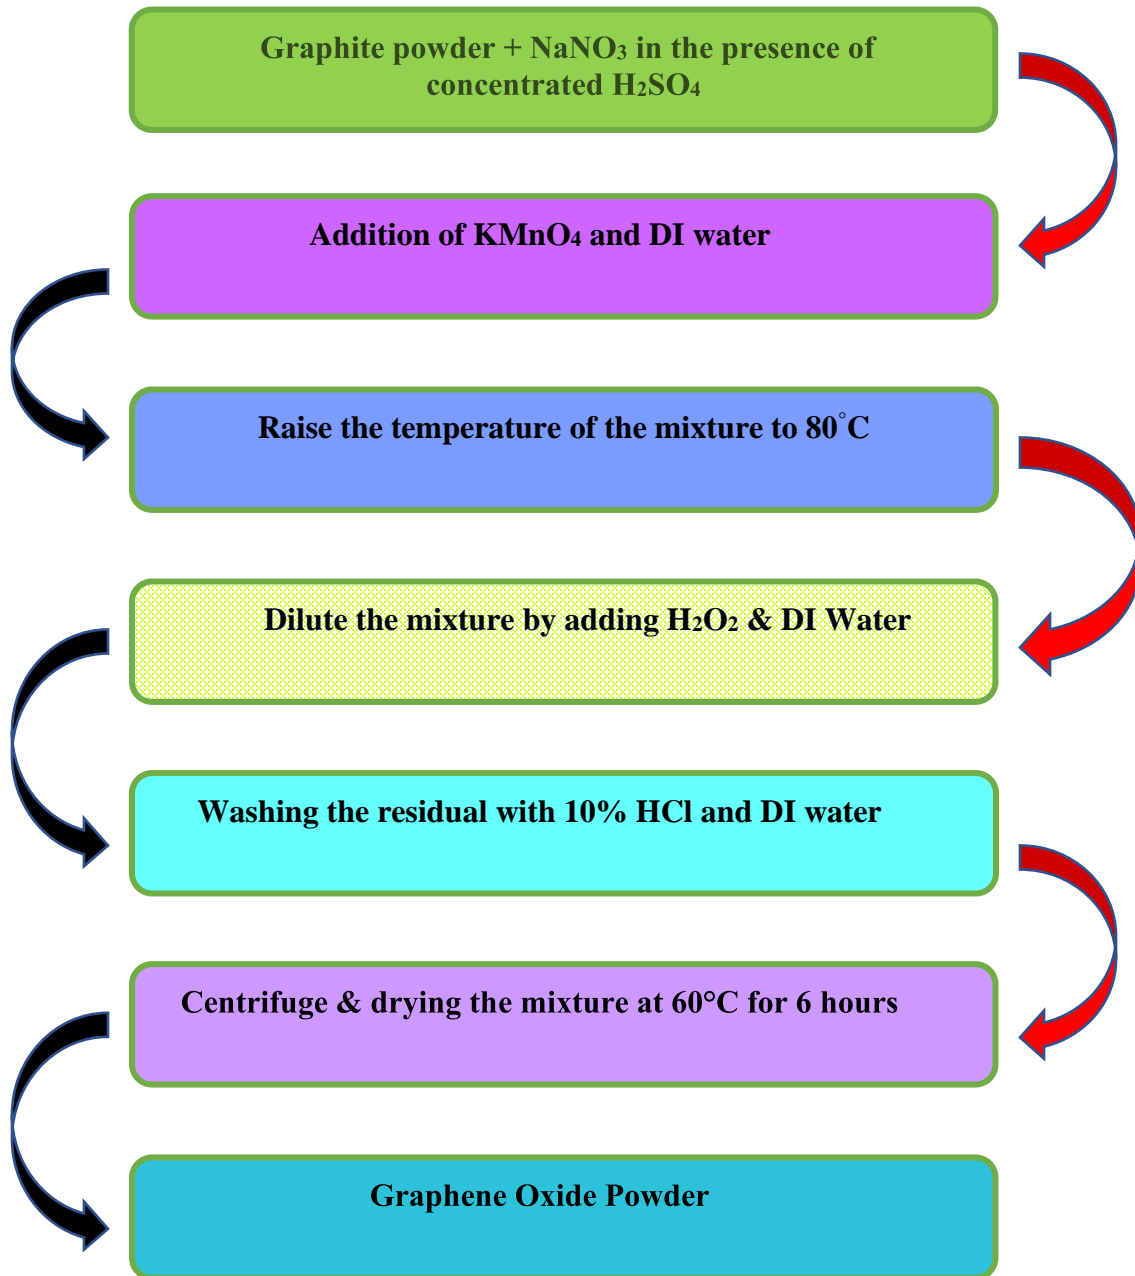 Graphite powder + NaNO₃ in the presence of
concentrated H₂SO₄
Addition of KMnO₄ and DI water
Raise the temperature of the mixture to 80°C
Dilute the mixture by adding H₂O₂ & DI Water
Washing the residual with 10% HCl and DI water
Centrifuge & drying the mixture at 60°C for 6 hours
Graphene Oxide Powder